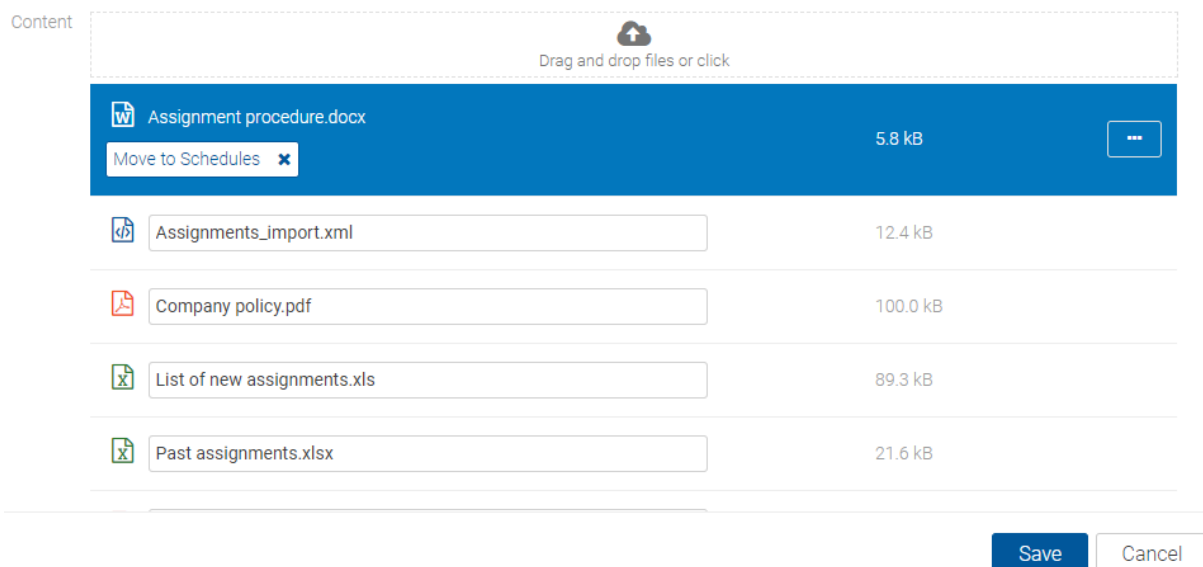 Content
Drag and drop files or click
Assignment procedure.docx
5.8 kB
Move to Schedules
Assignments_import.xml
12.4 kB
Company policy.pdf
100.0 kB
List of new assignments.xls
89.3 kB
Past assignments.xlsx
21.6 kB
Save
Cancel